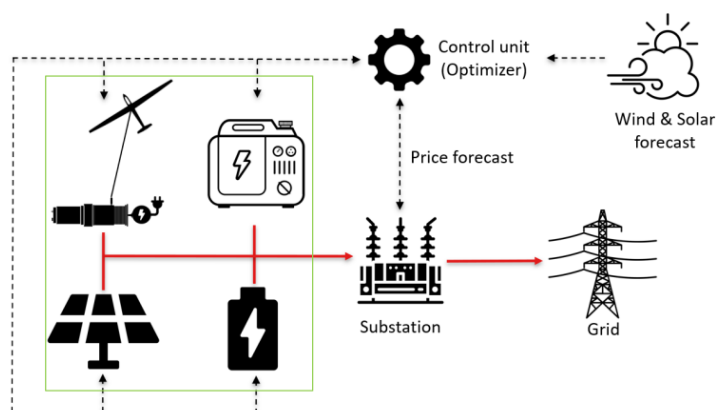 Control unit
(Optimizer)
Wind & Solar
forecast
Price forecast
Substation
Grid